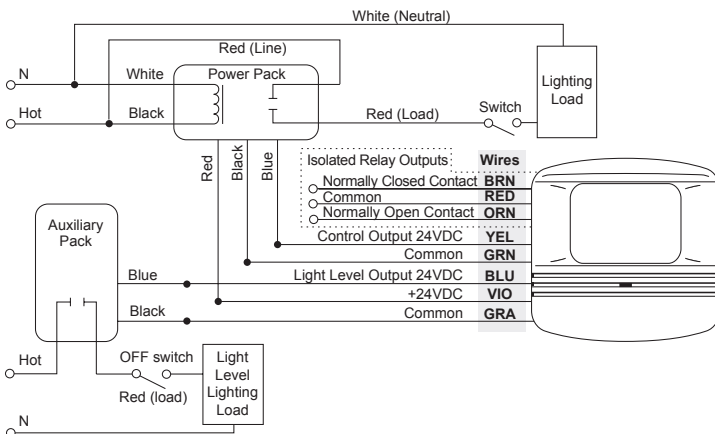 White (Neutral)
Red (Line)
N
White
Power Pack
Lighting
Load
Hot
Black
Red (Load)
Switch
Red
Black
Blue
Isolated Relay Outputs
Wires
Normally Closed Contact BRN
Common RED
Normally Open Contact ORN
Auxiliary
Pack
Control Output 24VDC YEL
Common GRN
Blue
Light Level Output 24VDC BLU
+24VDC VIO
Black
Common GRA
Hot
OFF switch
Red (load)
Light
Level
Lighting
Load
N